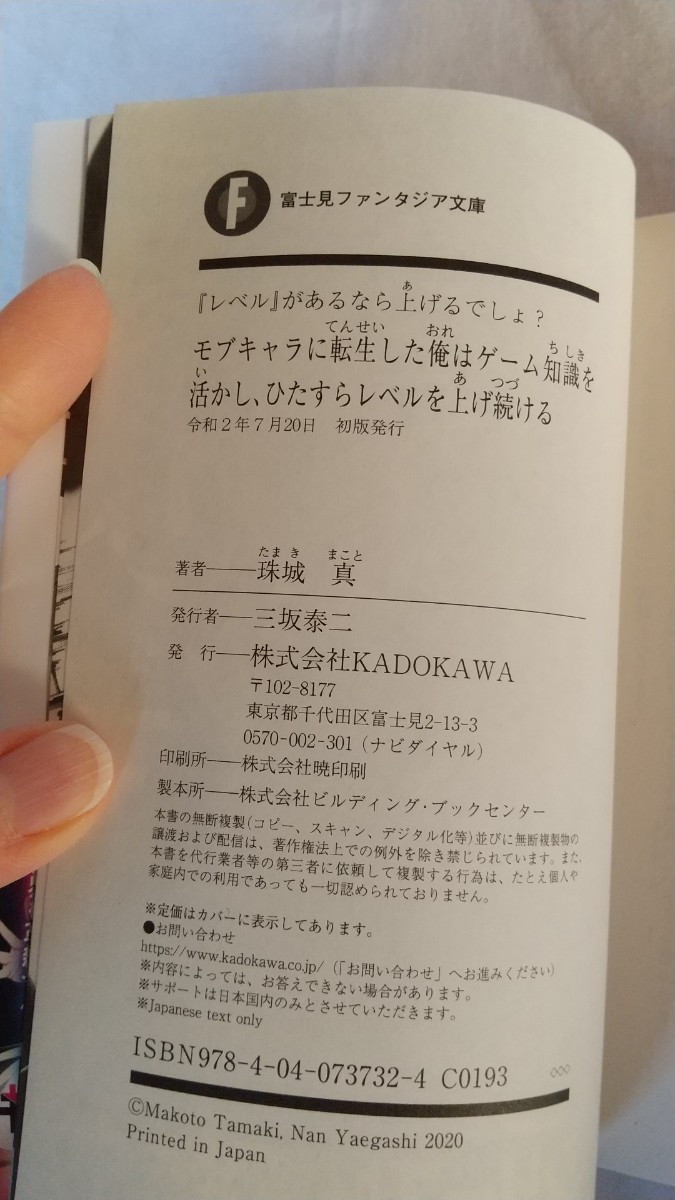 F
富士見ファンタジア文庫
『レベル』があるなら上げるでしょ?
モブキャラに転生した俺はゲーム知識を
活かし、ひたすらレベルを上げ続ける
令和2年7月20日 初版発行
著者――珠城 真
発行者――三坂泰二
発 行――株式会社KADOKAWA
〒102-8177
東京都千代田区富士見2-13-3
0570-002-301(ナビダイヤル)
印刷所――株式会社暁印刷
製本所――株式会社ビルディング・ブックセンター
本書の無断複製(コピー、スキャン、デジタル化等)並びに無断複製物の
譲渡および配信は、著作権法上での例外を除き禁じられています。また、
本書を代行業者等の第三者に依頼して複製する行為は、たとえ個人や
家庭内での利用であっても一切認められておりません。
※定価はカバーに表示してあります。
●お問い合わせ
https://www.kadokawa.co.jp/(「お問い合わせ」へお進みください)
※内容によっては、お答えできない場合があります。
※サポートは日本国内のみとさせていただきます。
※Japanese text only
ISBN978-4-04-073732-4 C0193
©Makoto Tamaki, Nan Yaegashi 2020
Printed in Japan